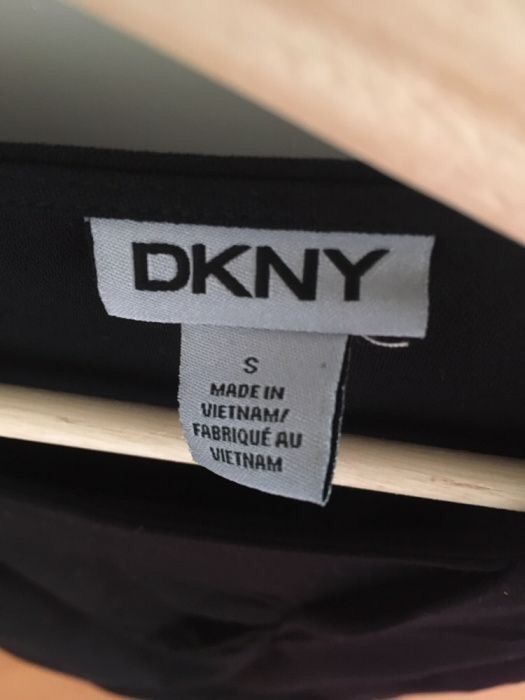 DKNY
S
MADE IN
VIETNAM/
FABRIQUÉ AU
VIETNAM